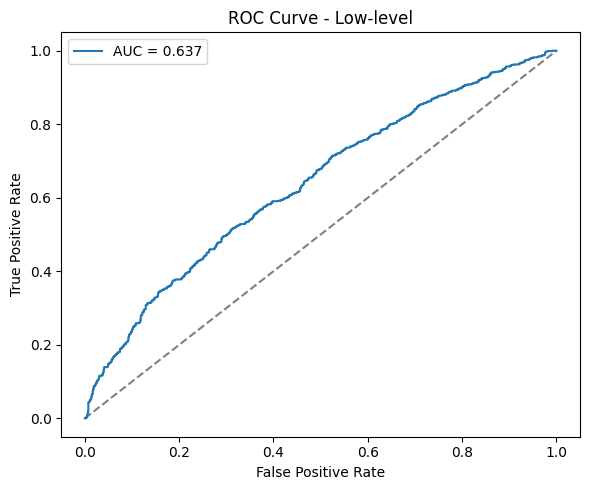 ROC Curve - Low-level
AUC = 0.637
True Positive Rate
1.0
0.8
0.6
0.4
0.2
0.0
0.0 0.2 0.4 0.6 0.8 1.0
False Positive Rate